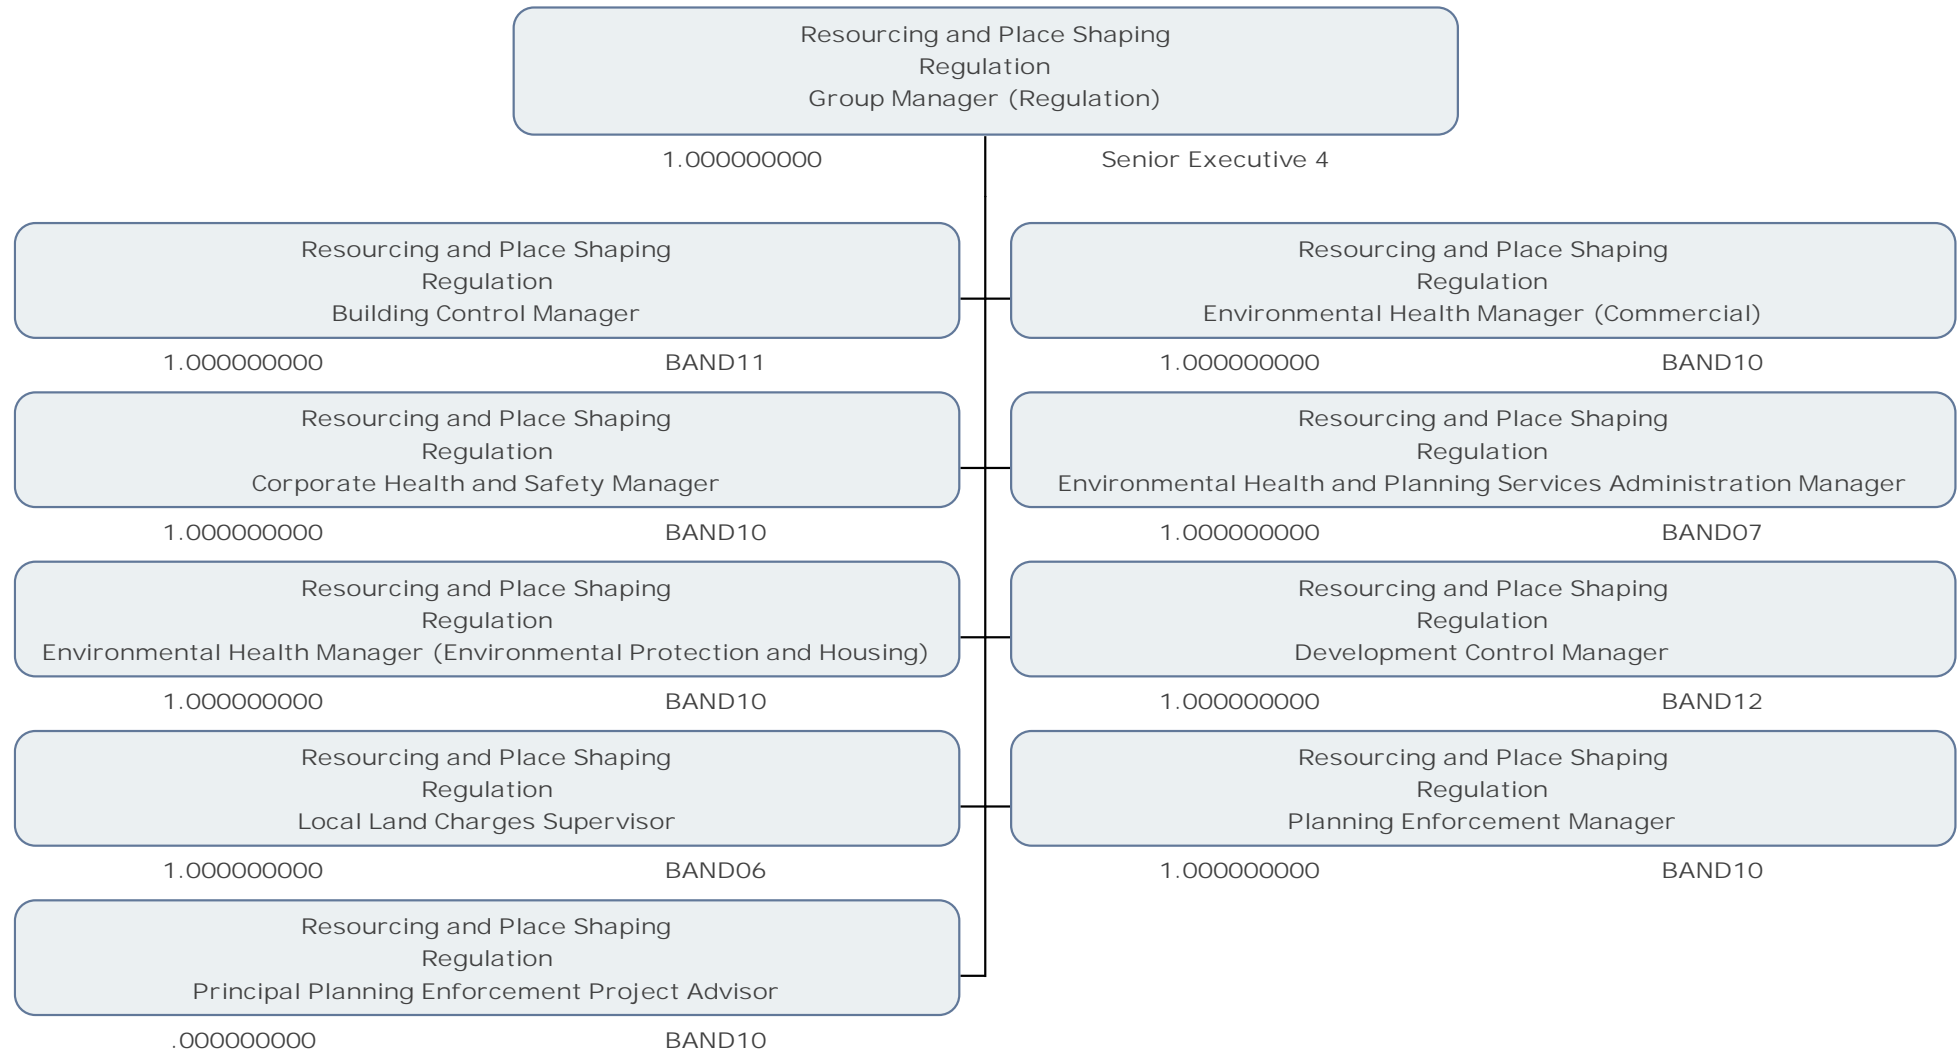 Resourcing and Place Shaping
Regulation
Group Manager (Regulation)
1.000000000 Senior Executive 4
Resourcing and Place Shaping
Regulation
Building Control Manager
1.000000000 BAND11
Resourcing and Place Shaping
Regulation
Environmental Health Manager (Commercial)
1.000000000 BAND10
Resourcing and Place Shaping
Regulation
Corporate Health and Safety Manager
1.000000000 BAND10
Resourcing and Place Shaping
Regulation
Environmental Health and Planning Services Administration Manager
1.000000000 BAND07
Resourcing and Place Shaping
Regulation
Environmental Health Manager (Environmental Protection and Housing)
1.000000000 BAND10
Resourcing and Place Shaping
Regulation
Development Control Manager
1.000000000 BAND12
Resourcing and Place Shaping
Regulation
Local Land Charges Supervisor
1.000000000 BAND06
Resourcing and Place Shaping
Regulation
Planning Enforcement Manager
1.000000000 BAND10
Resourcing and Place Shaping
Regulation
Principal Planning Enforcement Project Advisor
.000000000 BAND10